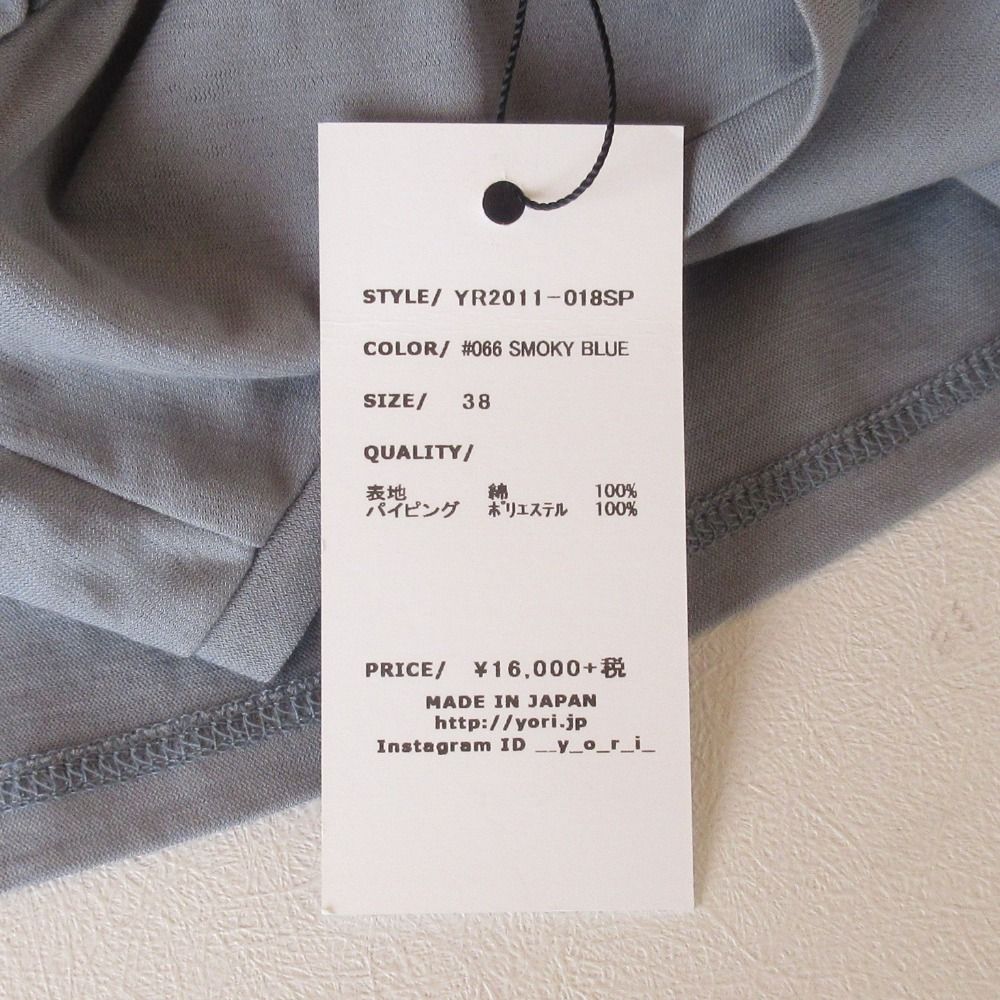 STYLE/ YR2011-018SP
COLOR/ #066 SMOKY BLUE
SIZE/ 38
QUALITY/
表地 綿 100%
パイピング ポリエステル 100%
PRICE/ ¥16,000+税
MADE IN JAPAN
http://yori.jp
Instagram ID __y_o_r_i_